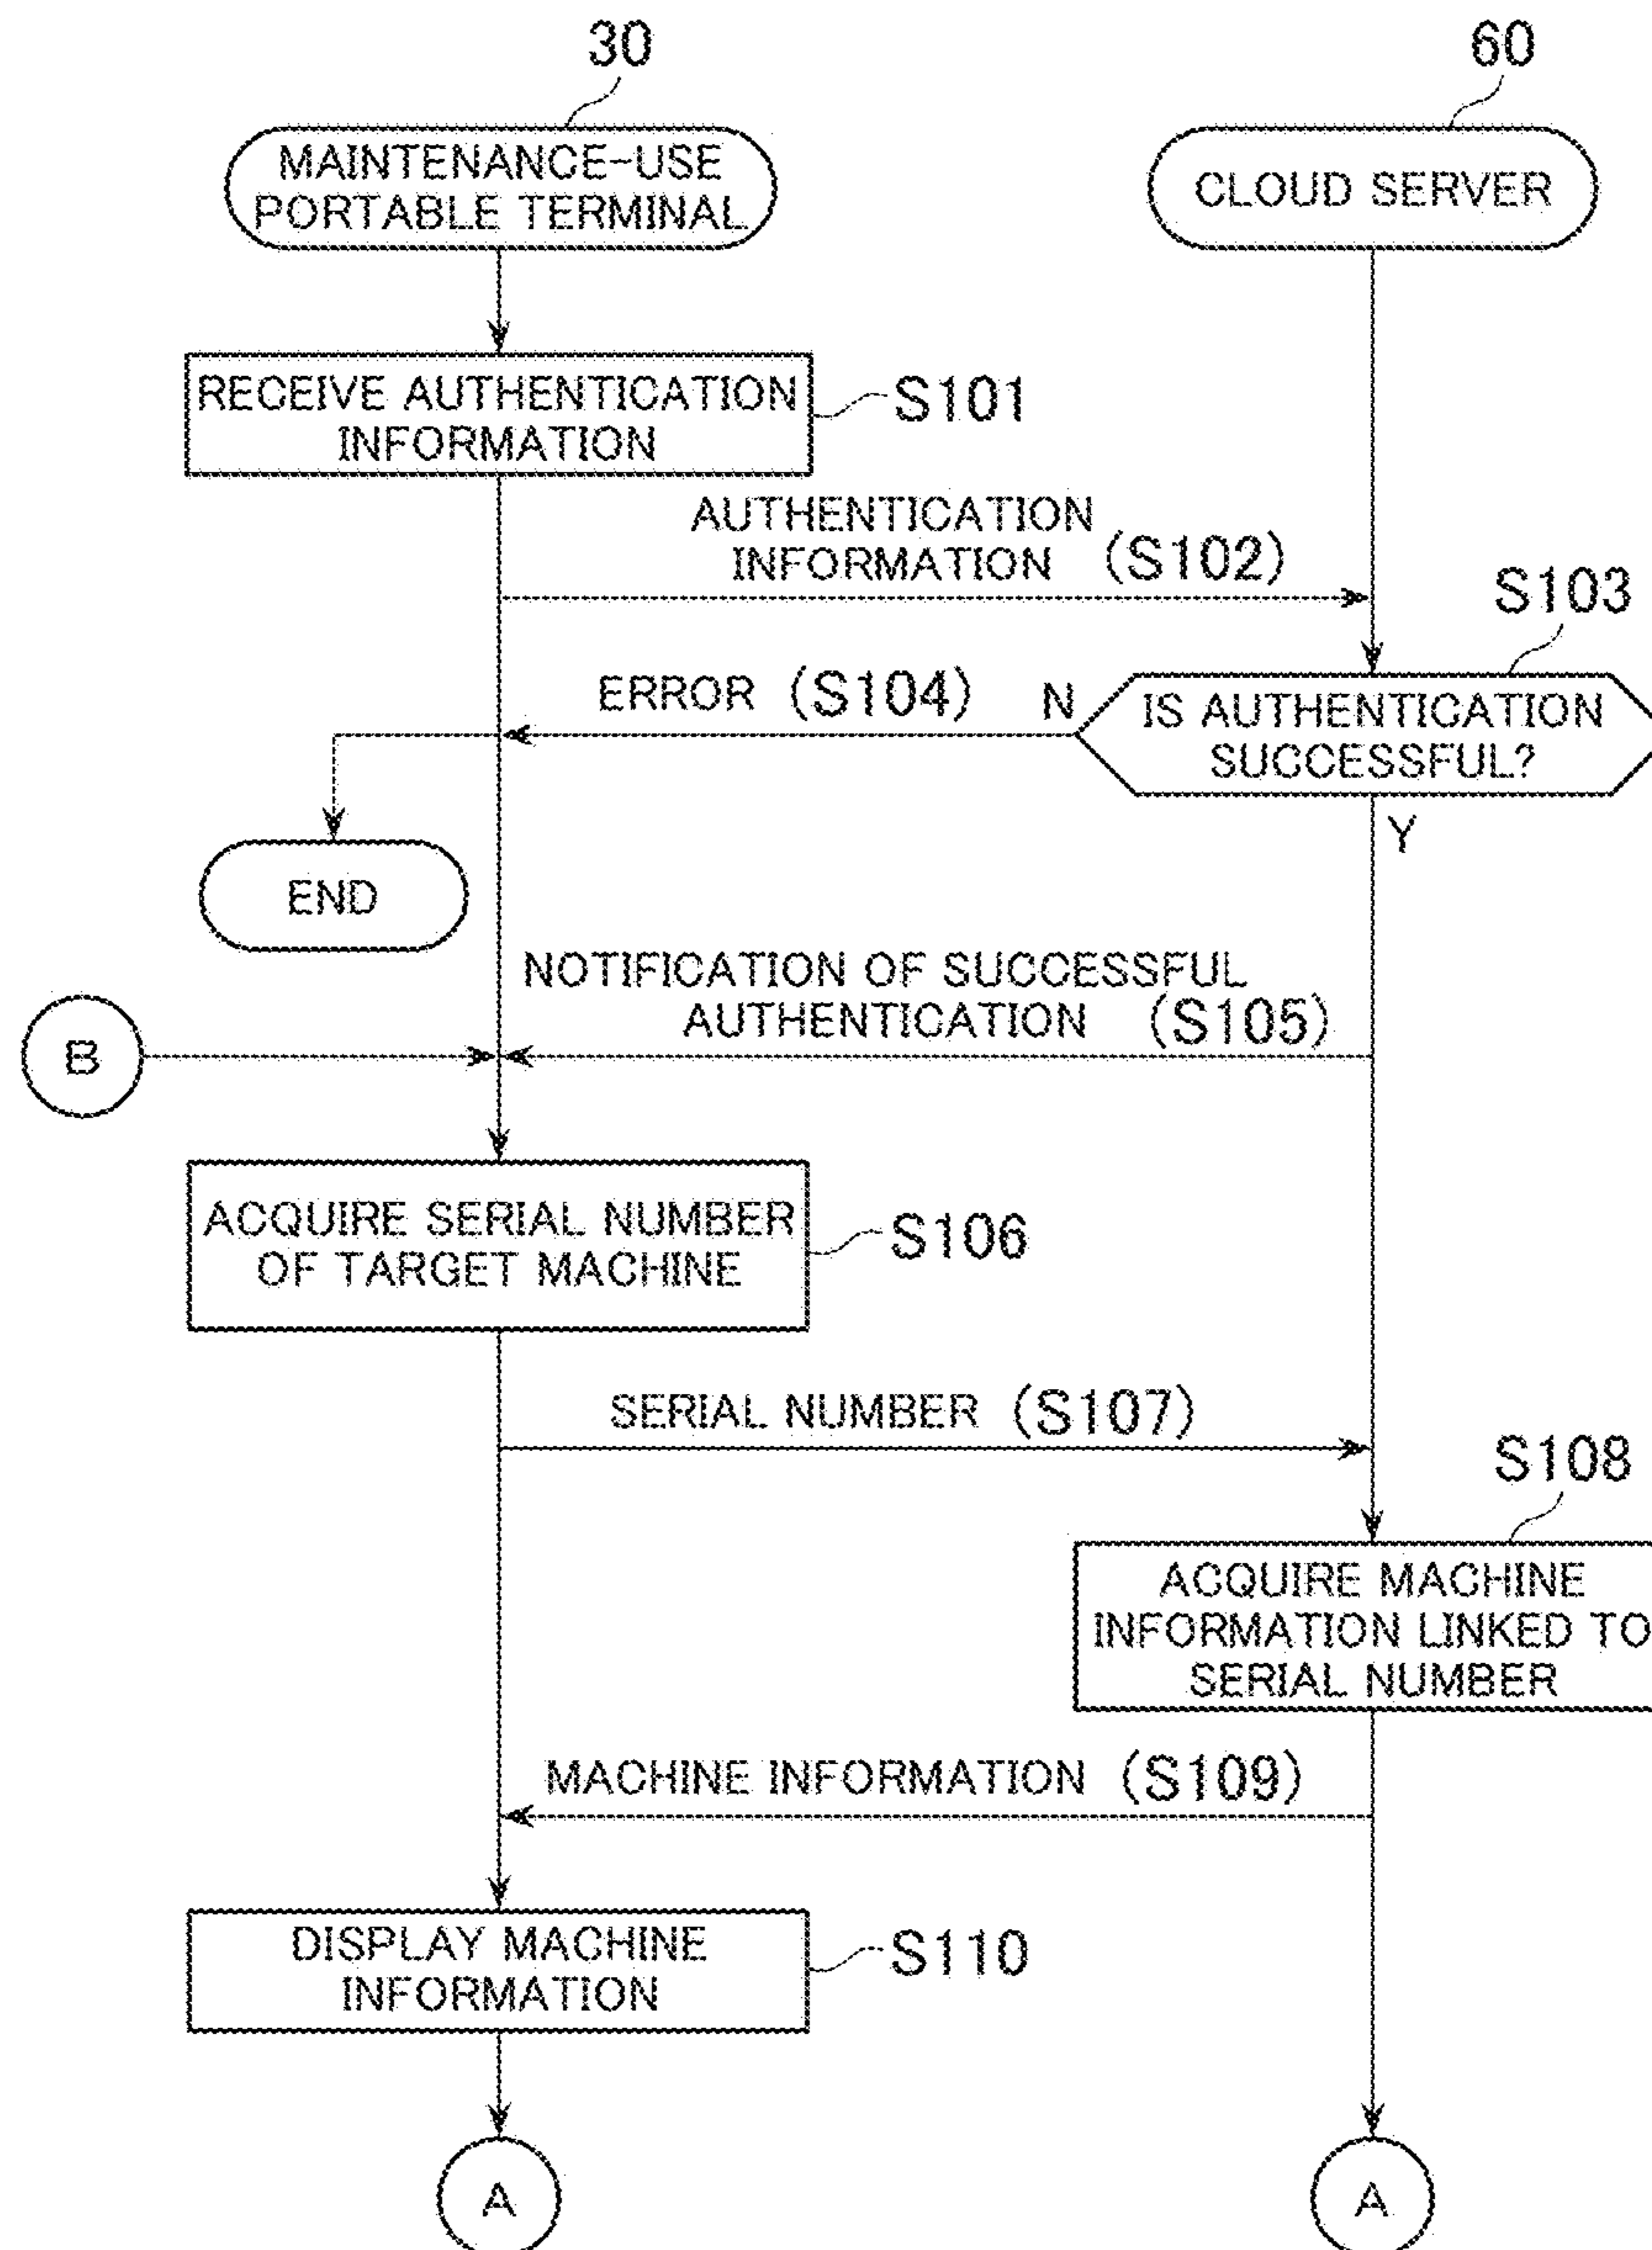 30
60
MAINTENANCE-USE
PORTABLE TERMINAL
CLOUD SERVER
RECEIVE AUTHENTICATION
INFORMATION
S101
AUTHENTICATION
INFORMATION (S102)
S103
ERROR (S104)
N
IS AUTHENTICATION
SUCCESSFUL?
Y
END
NOTIFICATION OF SUCCESSFUL
AUTHENTICATION (S105)
B
ACQUIRE SERIAL NUMBER
OF TARGET MACHINE
S106
SERIAL NUMBER (S107)
S108
ACQUIRE MACHINE
INFORMATION LINKED TO
SERIAL NUMBER
MACHINE INFORMATION (S109)
DISPLAY MACHINE
INFORMATION
S110
A
A